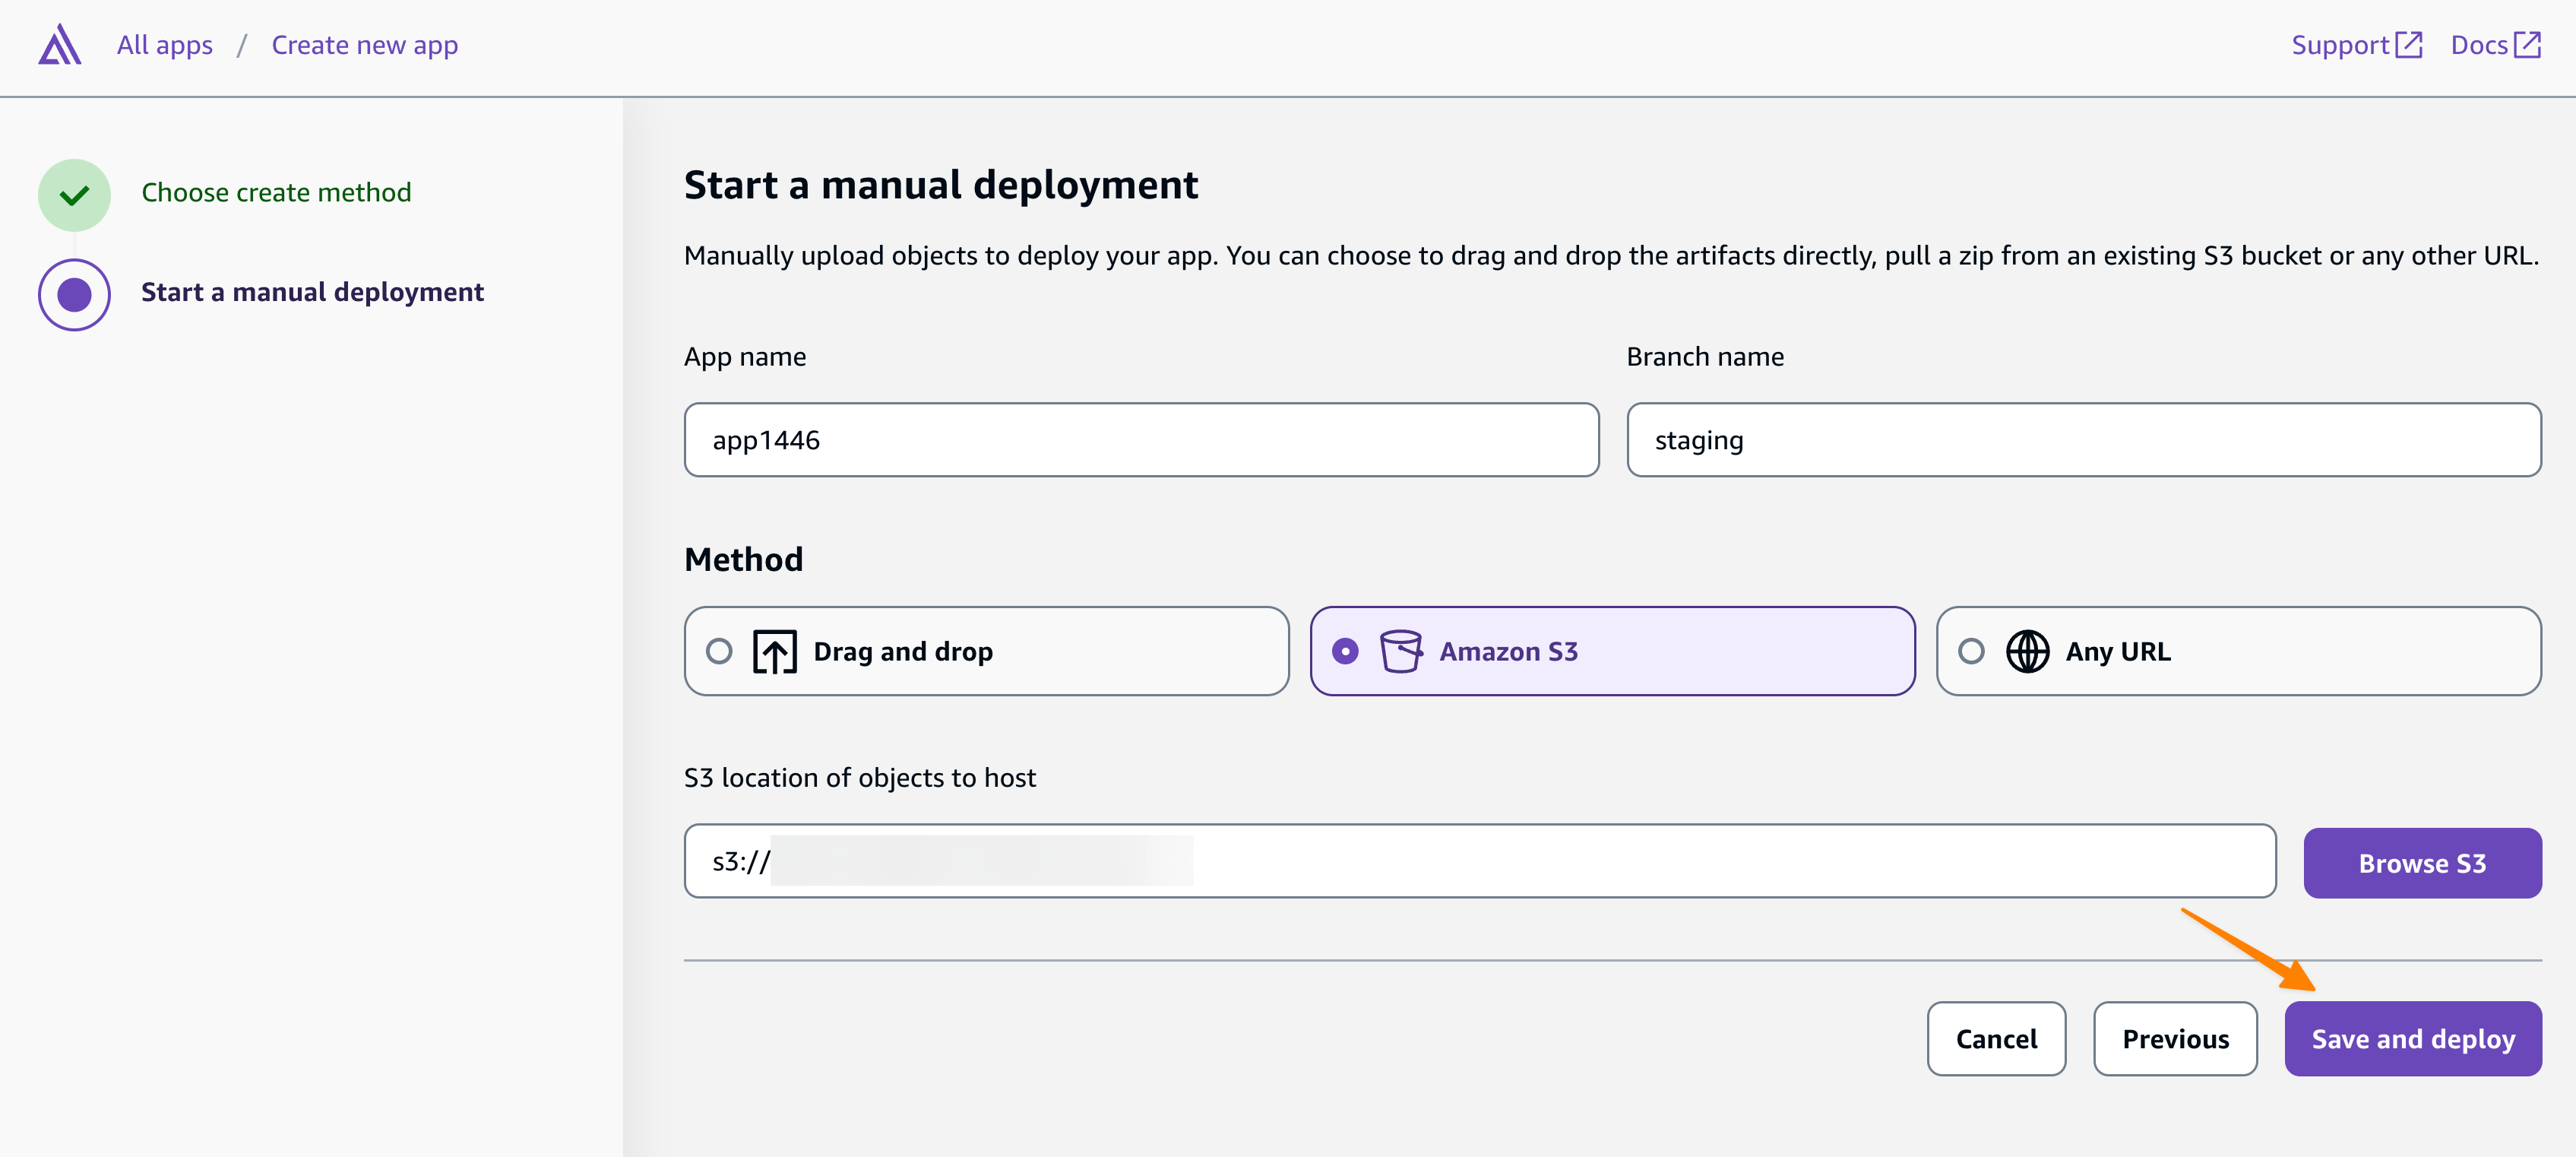 All apps / Create new app
Support Docs
Choose create method
Start a manual deployment
Start a manual deployment
Manually upload objects to deploy your app. You can choose to drag and drop the artifacts directly, pull a zip from an existing S3 bucket or any other URL.
App name
Branch name
app1446
staging
Method
Drag and drop
Amazon S3
Any URL
S3 location of objects to host
s3://
Browse S3
Cancel
Previous
Save and deploy